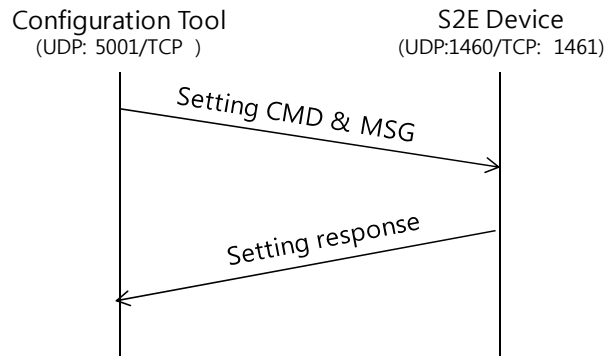 Configuration Tool
(UDP: 5001/TCP )
S2E Device
(UDP:1460/TCP: 1461)
Setting CMD & MSG
Setting response